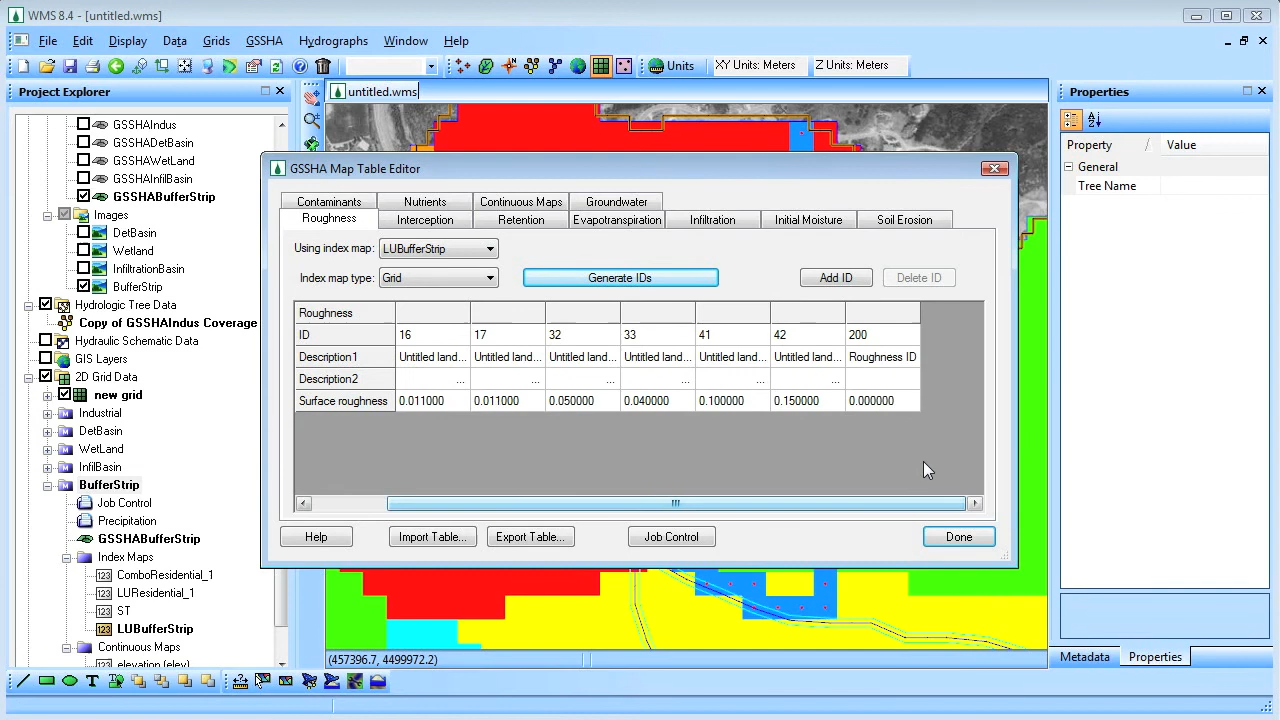 WMS 8.4 - [untitled.wms]
File Edit Display Data Grids GSSHA Hydrographs Window Help
Units XY Units: Meters Z Units: Meters
Project Explorer
GSSHAIndus
GSSHADetBasin
GSSHAWetLand
GSSHAInfilBasin
GSSHABufferStrip
Images
DetBasin
Wetland
InfiltrationBasin
BufferStrip
Hydrologic Tree Data
Copy of GSSHAIndus Coverage
Hydraulic Schematic Data
GIS Layers
2D Grid Data
new grid
Industrial
DetBasin
WetLand
InfilBasin
BufferStrip
Job Control
Precipitation
GSSHABufferStrip
Index Maps
ComboResidential_1
LUResidential_1
ST
LUBufferStrip
Continuous Maps
elevation (elev)
untitled.wms
GSSHA Map Table Editor
Contaminants Nutrients Continuous Maps Groundwater
Roughness Interception Retention Evapotranspiration Infiltration Initial Moisture Soil Erosion
Using index map: LUBufferStrip
Index map type: Grid Generate IDs Add ID Delete ID
Roughness
ID 16 17 32 33 41 42 200
Description1 Untitled land... Untitled land... Untitled land... Untitled land... Untitled land... Untitled land... Roughness ID
Description2 ... ... ... ... ... ...
Surface roughness 0.011000 0.011000 0.050000 0.040000 0.100000 0.150000 0.000000
Help Import Table... Export Table... Job Control Done
(457396.7, 4499972.2)
Properties
Property Value
General
Tree Name
Metadata Properties